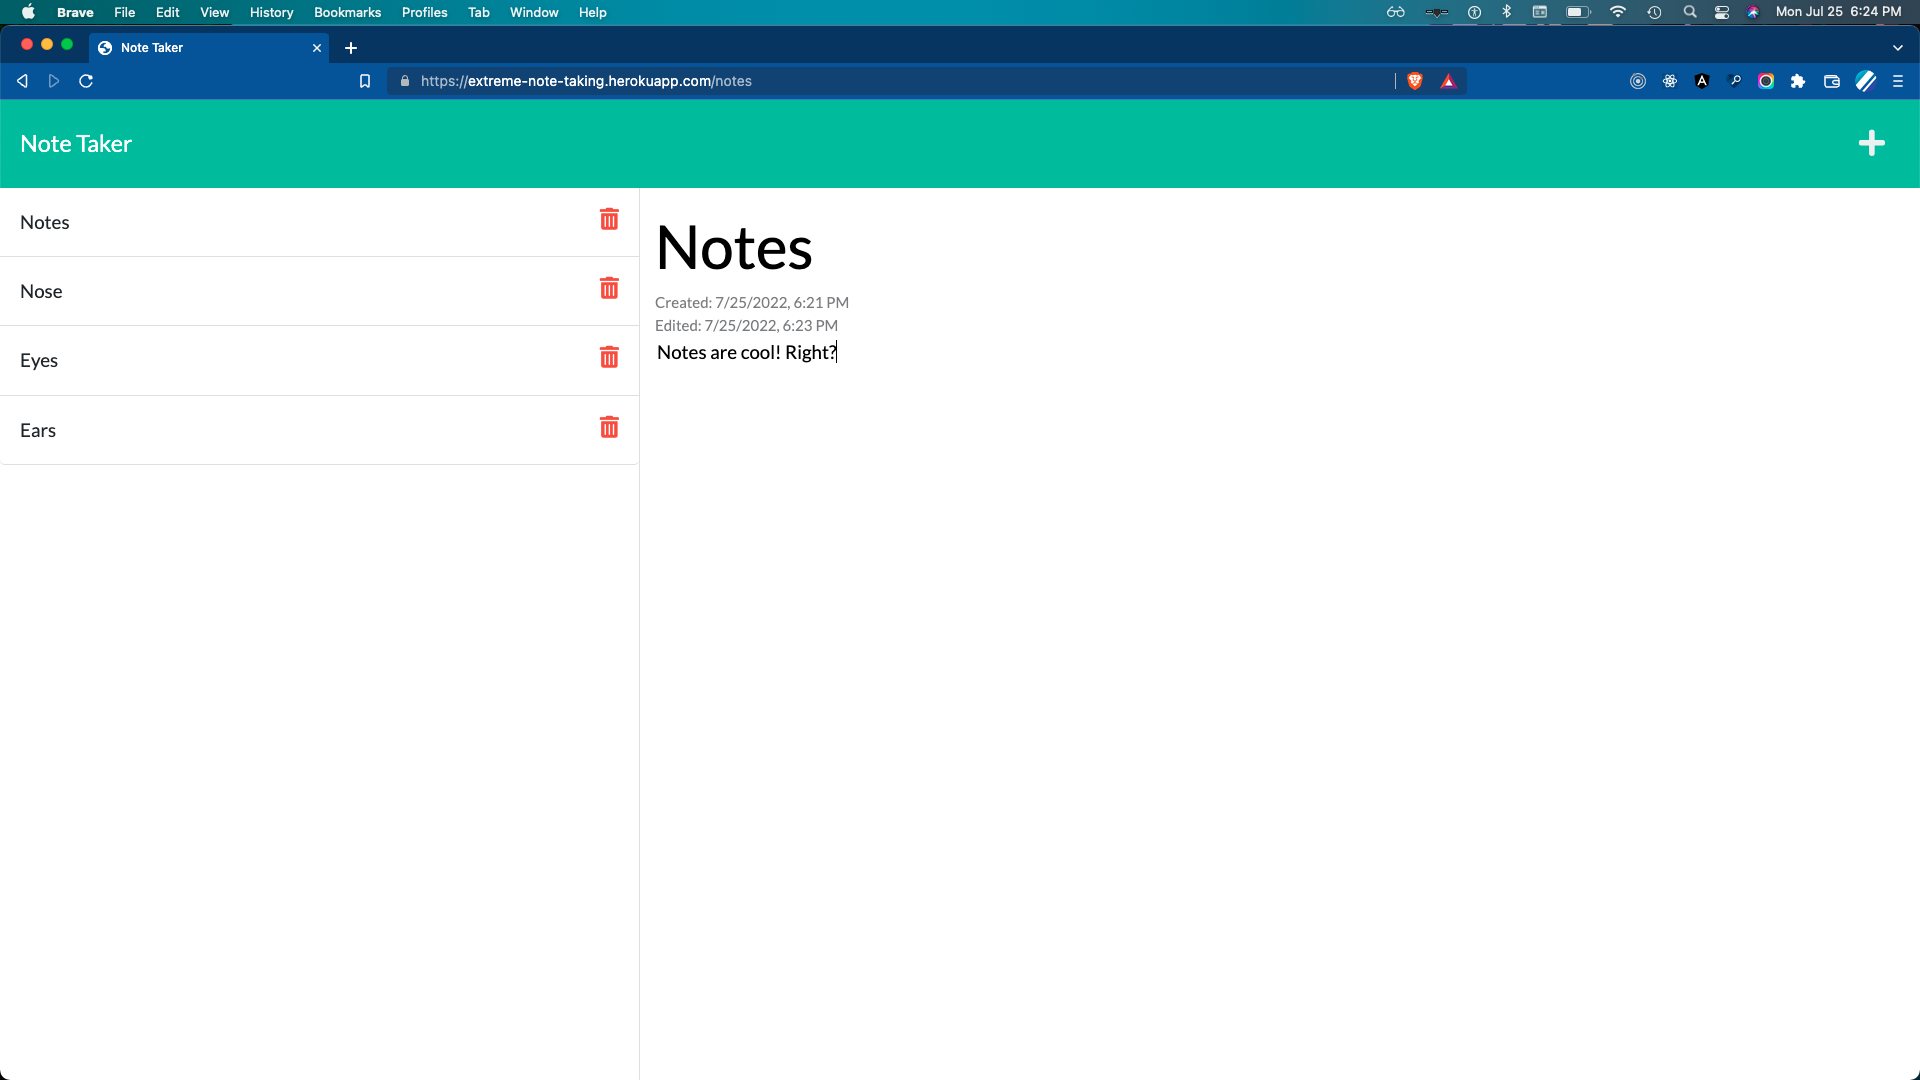 Brave File Edit View History Bookmarks Profiles Tab Window Help Mon Jul 25 6:24 PM
Note Taker
https://extreme-note-taking.herokuapp.com/notes
Note Taker
Notes
Nose
Eyes
Ears
Notes
Created: 7/25/2022, 6:21 PM
Edited: 7/25/2022, 6:23 PM
Notes are cool! Right?